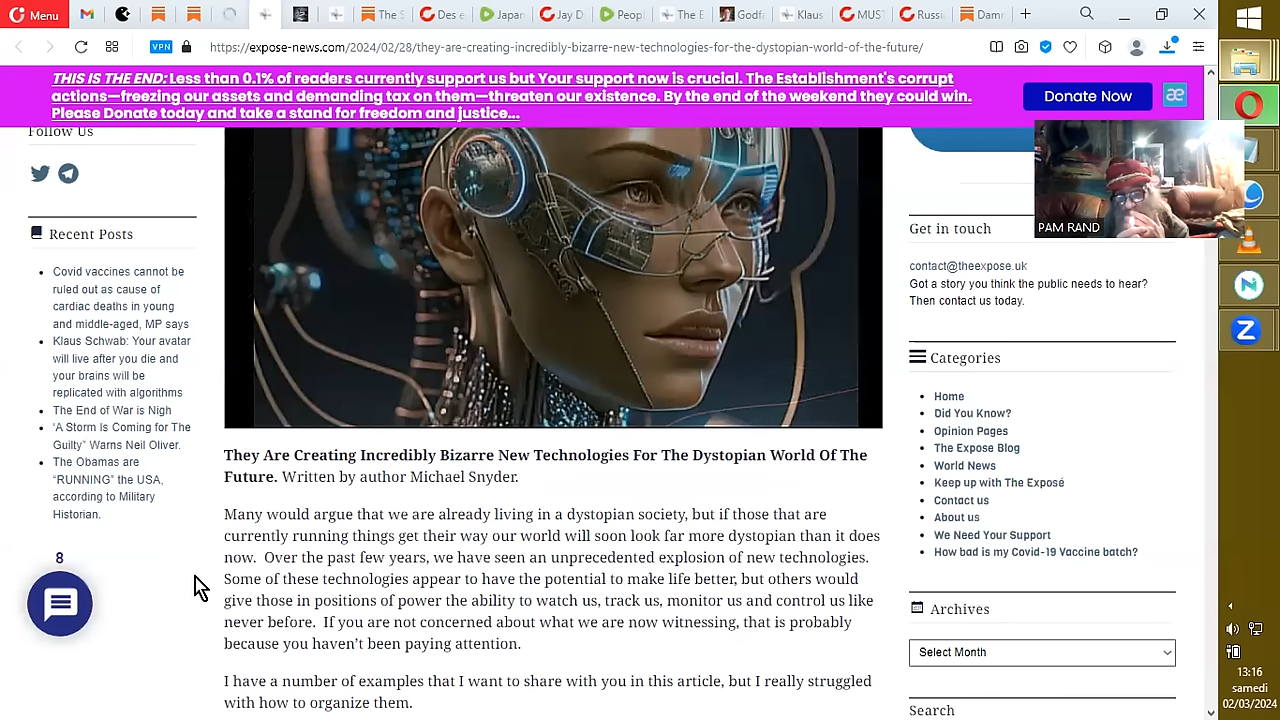 Menu
The S
Des e
Japan
Jay D
Peop
The E
Godfa
Klaus
MUS
Russi
Damn
VPN
https://expose-news.com/2024/02/28/they-are-creating-incredibly-bizarre-new-technologies-for-the-dystopian-world-of-the-future/
THIS IS THE END: Less than 0.1% of readers currently support us but Your support now is crucial. The Establishment's corrupt
actions—freezing our assets and demanding tax on them—threaten our existence. By the end of the weekend they could win.
Please Donate today and take a stand for freedom and justice...
Donate Now
æ
Follow Us
Recent Posts
Covid vaccines cannot be
ruled out as cause of
cardiac deaths in young
and middle-aged, MP says
Klaus Schwab: Your avatar
will live after you die and
your brains will be
replicated with algorithms
The End of War is Nigh
‘A Storm is Coming for The
Guilty” Warns Neil Oliver.
The Obamas are
“RUNNING” the USA,
according to Military
Historian.
8
They Are Creating Incredibly Bizarre New Technologies For The Dystopian World Of The
Future. Written by author Michael Snyder.
Many would argue that we are already living in a dystopian society, but if those that are
currently running things get their way our world will soon look far more dystopian than it does
now.  Over the past few years, we have seen an unprecedented explosion of new technologies.
Some of these technologies appear to have the potential to make life better, but others would
give those in positions of power the ability to watch us, track us, monitor us and control us like
never before.  If you are not concerned about what we are now witnessing, that is probably
because you haven’t been paying attention.
I have a number of examples that I want to share with you in this article, but I really struggled
with how to organize them.
PAM RAND
Get in touch
contact@theexpose.uk
Got a story you think the public needs to hear?
Then contact us today.
Categories
Home
Did You Know?
Opinion Pages
The Expose Blog
World News
Keep up with The Exposé
Contact us
About us
We Need Your Support
How bad is my Covid-19 Vaccine batch?
Archives
Select Month
Search
13:16
samedi
02/03/2024